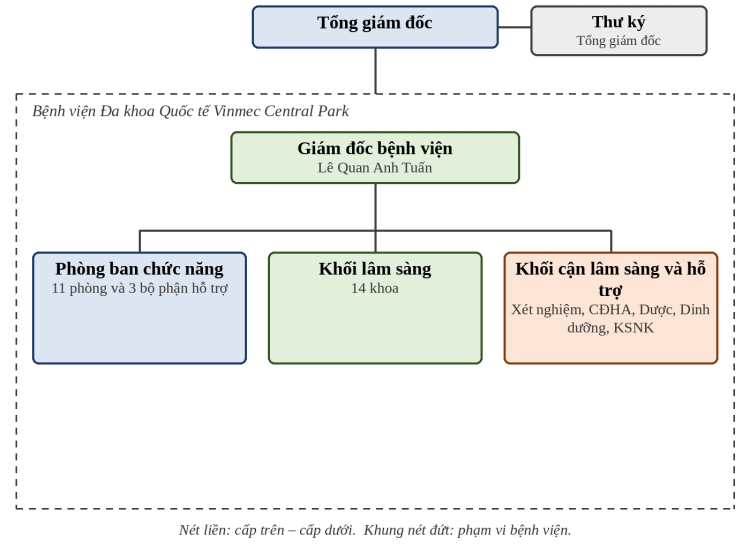 Tổng giám đốc
Thư ký
Tổng giám đốc
Bệnh viện Đa khoa Quốc tế Vinmec Central Park
Giám đốc bệnh viện
Lê Quan Anh Tuấn
Phòng ban chức năng
11 phòng và 3 bộ phận hỗ trợ
Khối lâm sàng
14 khoa
Khối cận lâm sàng và hỗ
trợ
Xét nghiệm, CĐHA, Dược, Dinh
dưỡng, KSNK
Nét liền: cấp trên – cấp dưới.  Khung nét đứt: phạm vi bệnh viện.